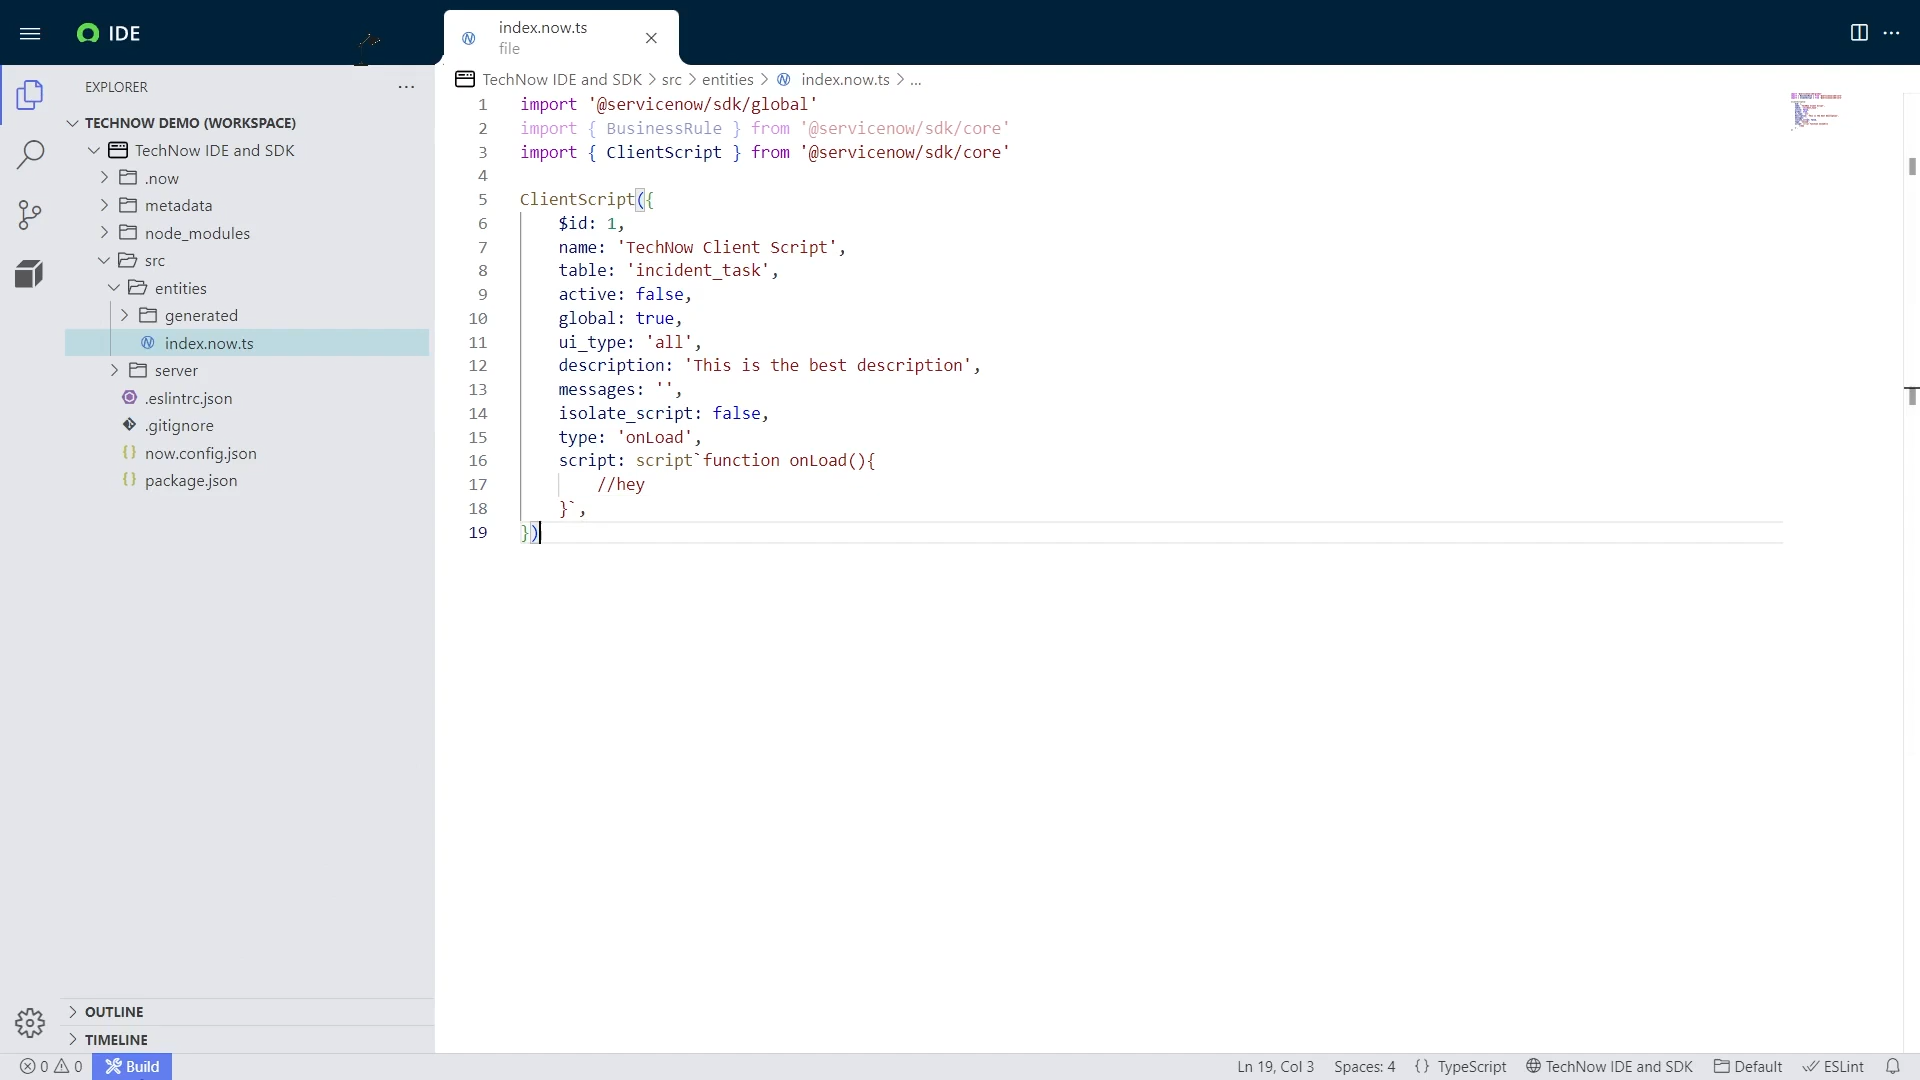 IDE
index.now.ts
file
EXPLORER
TechNow IDE and SDK > src > entities > index.now.ts > ...
TECHNOW DEMO (WORKSPACE)
TechNow IDE and SDK
.now
metadata
node_modules
src
entities
generated
index.now.ts
server
.eslintrc.json
.gitignore
now.config.json
package.json
OUTLINE
TIMELINE
1 import '@servicenow/sdk/global'
2 import { BusinessRule } from '@servicenow/sdk/core'
3 import { ClientScript } from '@servicenow/sdk/core'
4
5 ClientScript({
6 $id: 1,
7 name: 'TechNow Client Script',
8 table: 'incident_task',
9 active: false,
10 global: true,
11 ui_type: 'all',
12 description: 'This is the best description',
13 messages: '',
14 isolate_script: false,
15 type: 'onLoad',
16 script: script`function onLoad(){
17 //hey
18 }`,
19 })
0 0 Build Ln 19, Col 3 Spaces: 4 {} TypeScript TechNow IDE and SDK Default ESLint